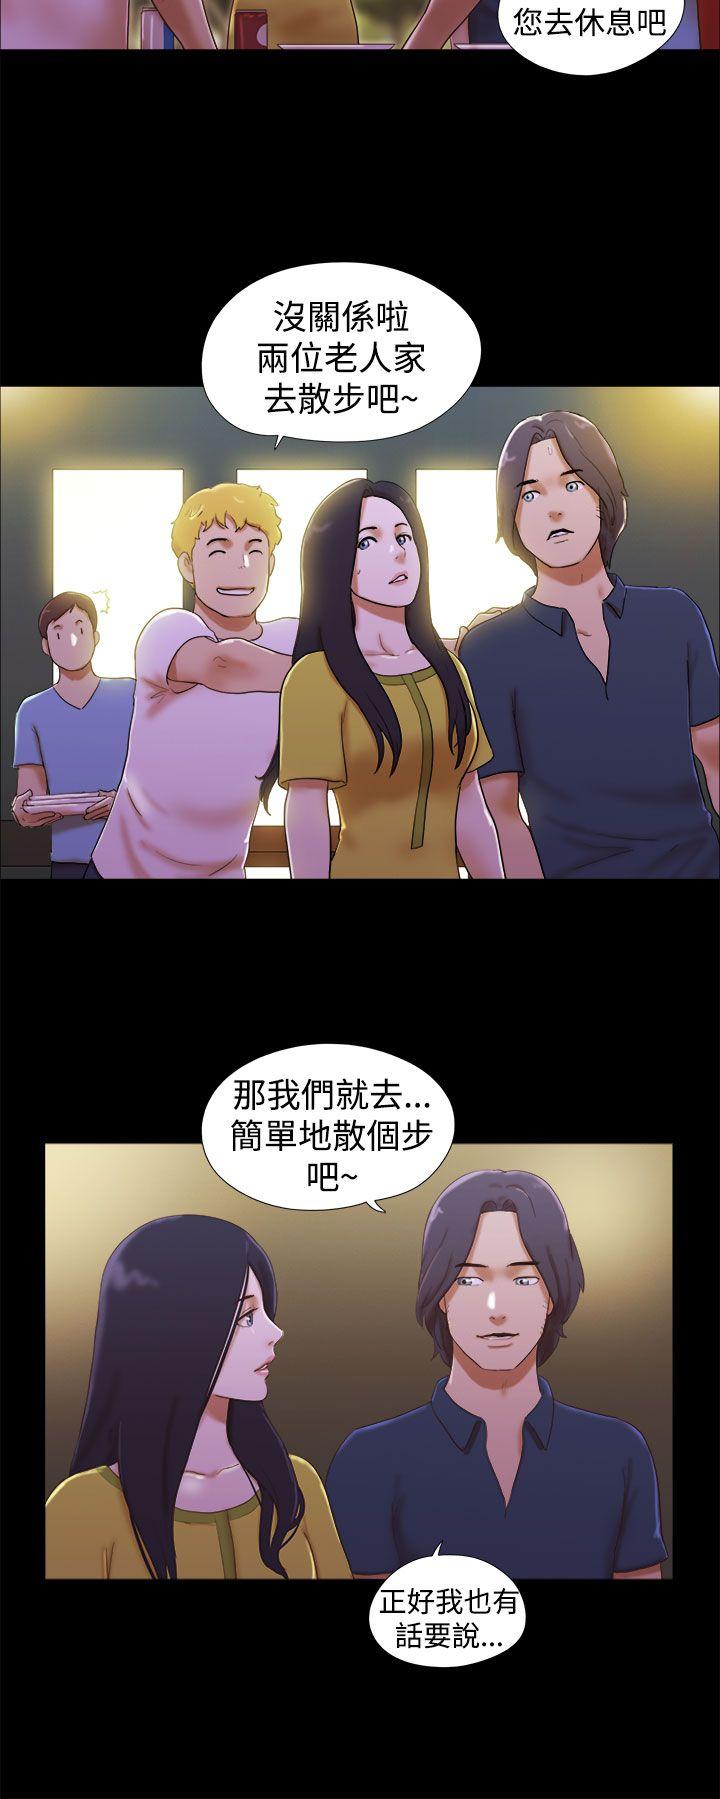 您去休息吧
沒關係啦
兩位老人家
去散步吧~
那我們就去...
簡單地散個步
吧~
正好我也有
話要說...